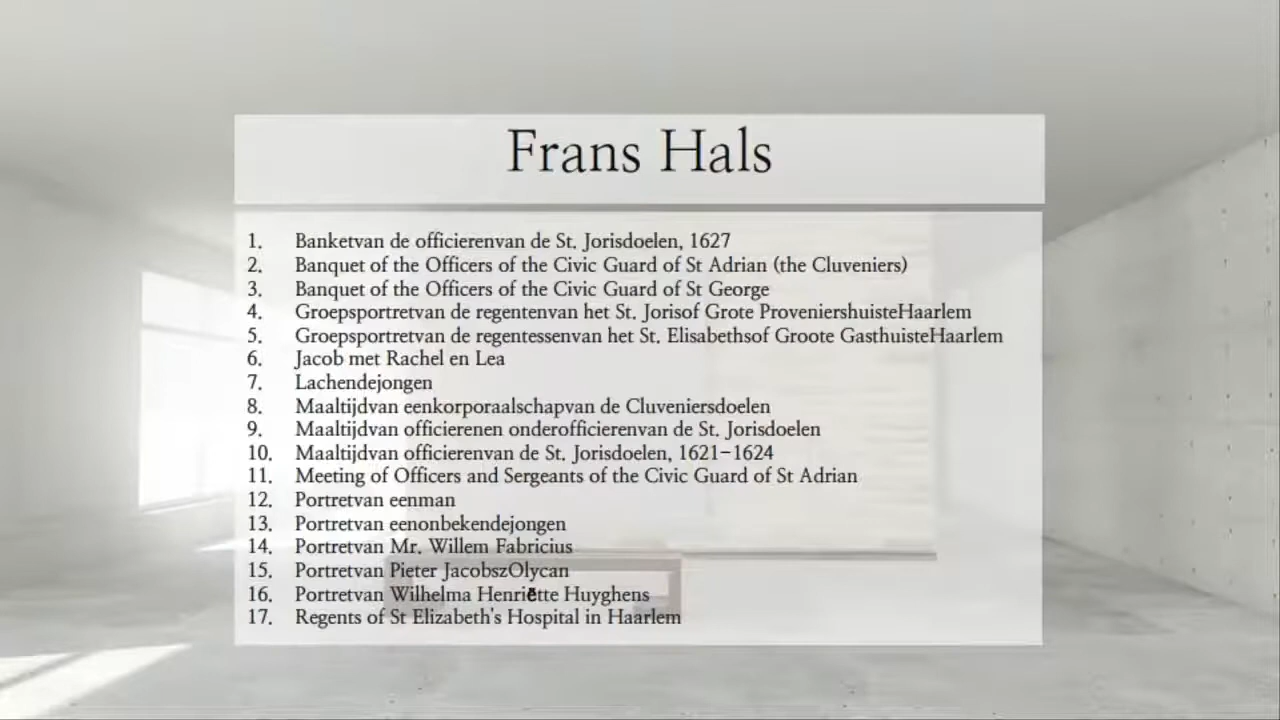 Frans Hals
1. Banketvan de officierenvan de St. Jorisdoelen, 1627
2. Banquet of the Officers of the Civic Guard of St Adrian (the Cluveniers)
3. Banquet of the Officers of the Civic Guard of St George
4. Groepsportretvan de regentenvan het St. Jorisof Grote ProveniershuisteHaarlem
5. Groepsportretvan de regentessenvan het St. Elisabethsof Groote GasthuisteHaarlem
6. Jacob met Rachel en Lea
7. Lachendejongen
8. Maaltijdvan eenkorporaalschapvan de Cluveniersdoelen
9. Maaltijdvan officierenen onderofficierenvan de St. Jorisdoelen
10. Maaltijdvan officierenvan de St. Jorisdoelen, 1621-1624
11. Meeting of Officers and Sergeants of the Civic Guard of St Adrian
12. Portretvan eenman
13. Portretvan eenonbekendejongen
14. Portretvan Mr. Willem Fabricius
15. Portretvan Pieter JacobszOlycan
16. Portretvan Wilhelma Henriëtte Huyghens
17. Regents of St Elizabeth's Hospital in Haarlem